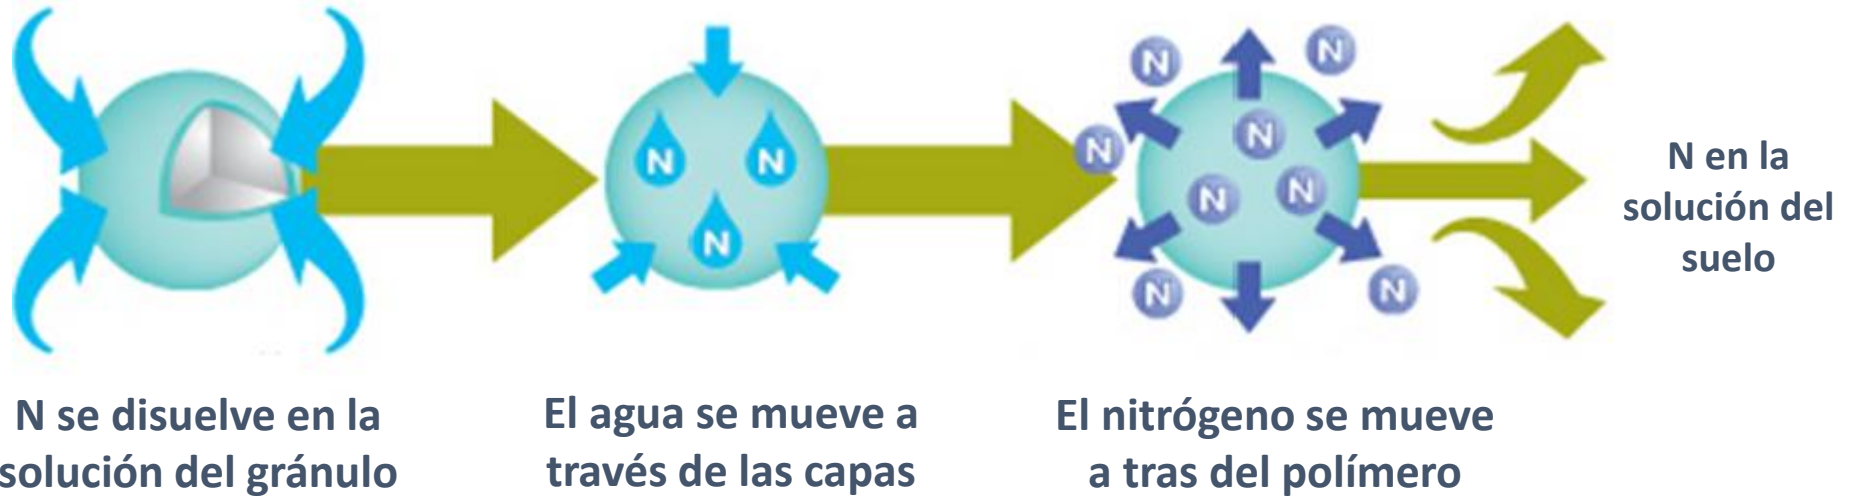 N
N
N
N
N
N
N
N
N
N
N
N en la
solución del
suelo
N se disuelve en la
solución del gránulo
El agua se mueve a
través de las capas
El nitrógeno se mueve
a tras del polímero